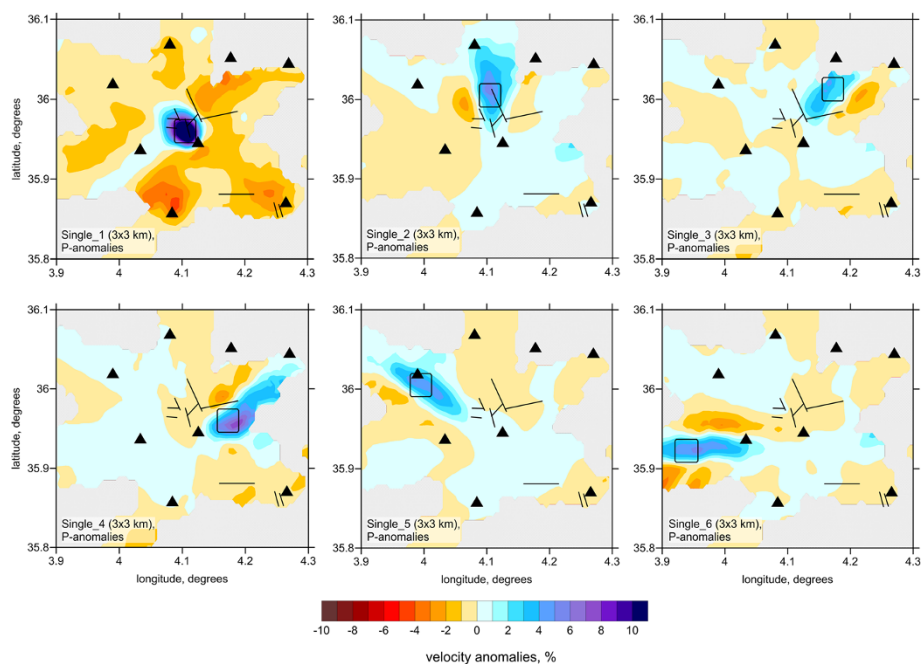 36.1
36
35.9
35.8
latitude, degrees
Single_1 (3x3 km),
P-anomalies
3.9 4 4.1 4.2 4.3
36.1
36
35.9
35.8
Single_2 (3x3 km),
P-anomalies
3.9 4 4.1 4.2 4.3
36.1
36
35.9
35.8
Single_3 (3x3 km),
P-anomalies
3.9 4 4.1 4.2 4.3
36.1
36
35.9
35.8
latitude, degrees
Single_4 (3x3 km),
P-anomalies
3.9 4 4.1 4.2 4.3
longitude, degrees
36.1
36
35.9
35.8
Single_5 (3x3 km),
P-anomalies
3.9 4 4.1 4.2 4.3
longitude, degrees
36.1
36
35.9
35.8
Single_6 (3x3 km),
P-anomalies
3.9 4 4.1 4.2 4.3
longitude, degrees
-10 -8 -6 -4 -2 0 2 4 6 8 10
velocity anomalies, %